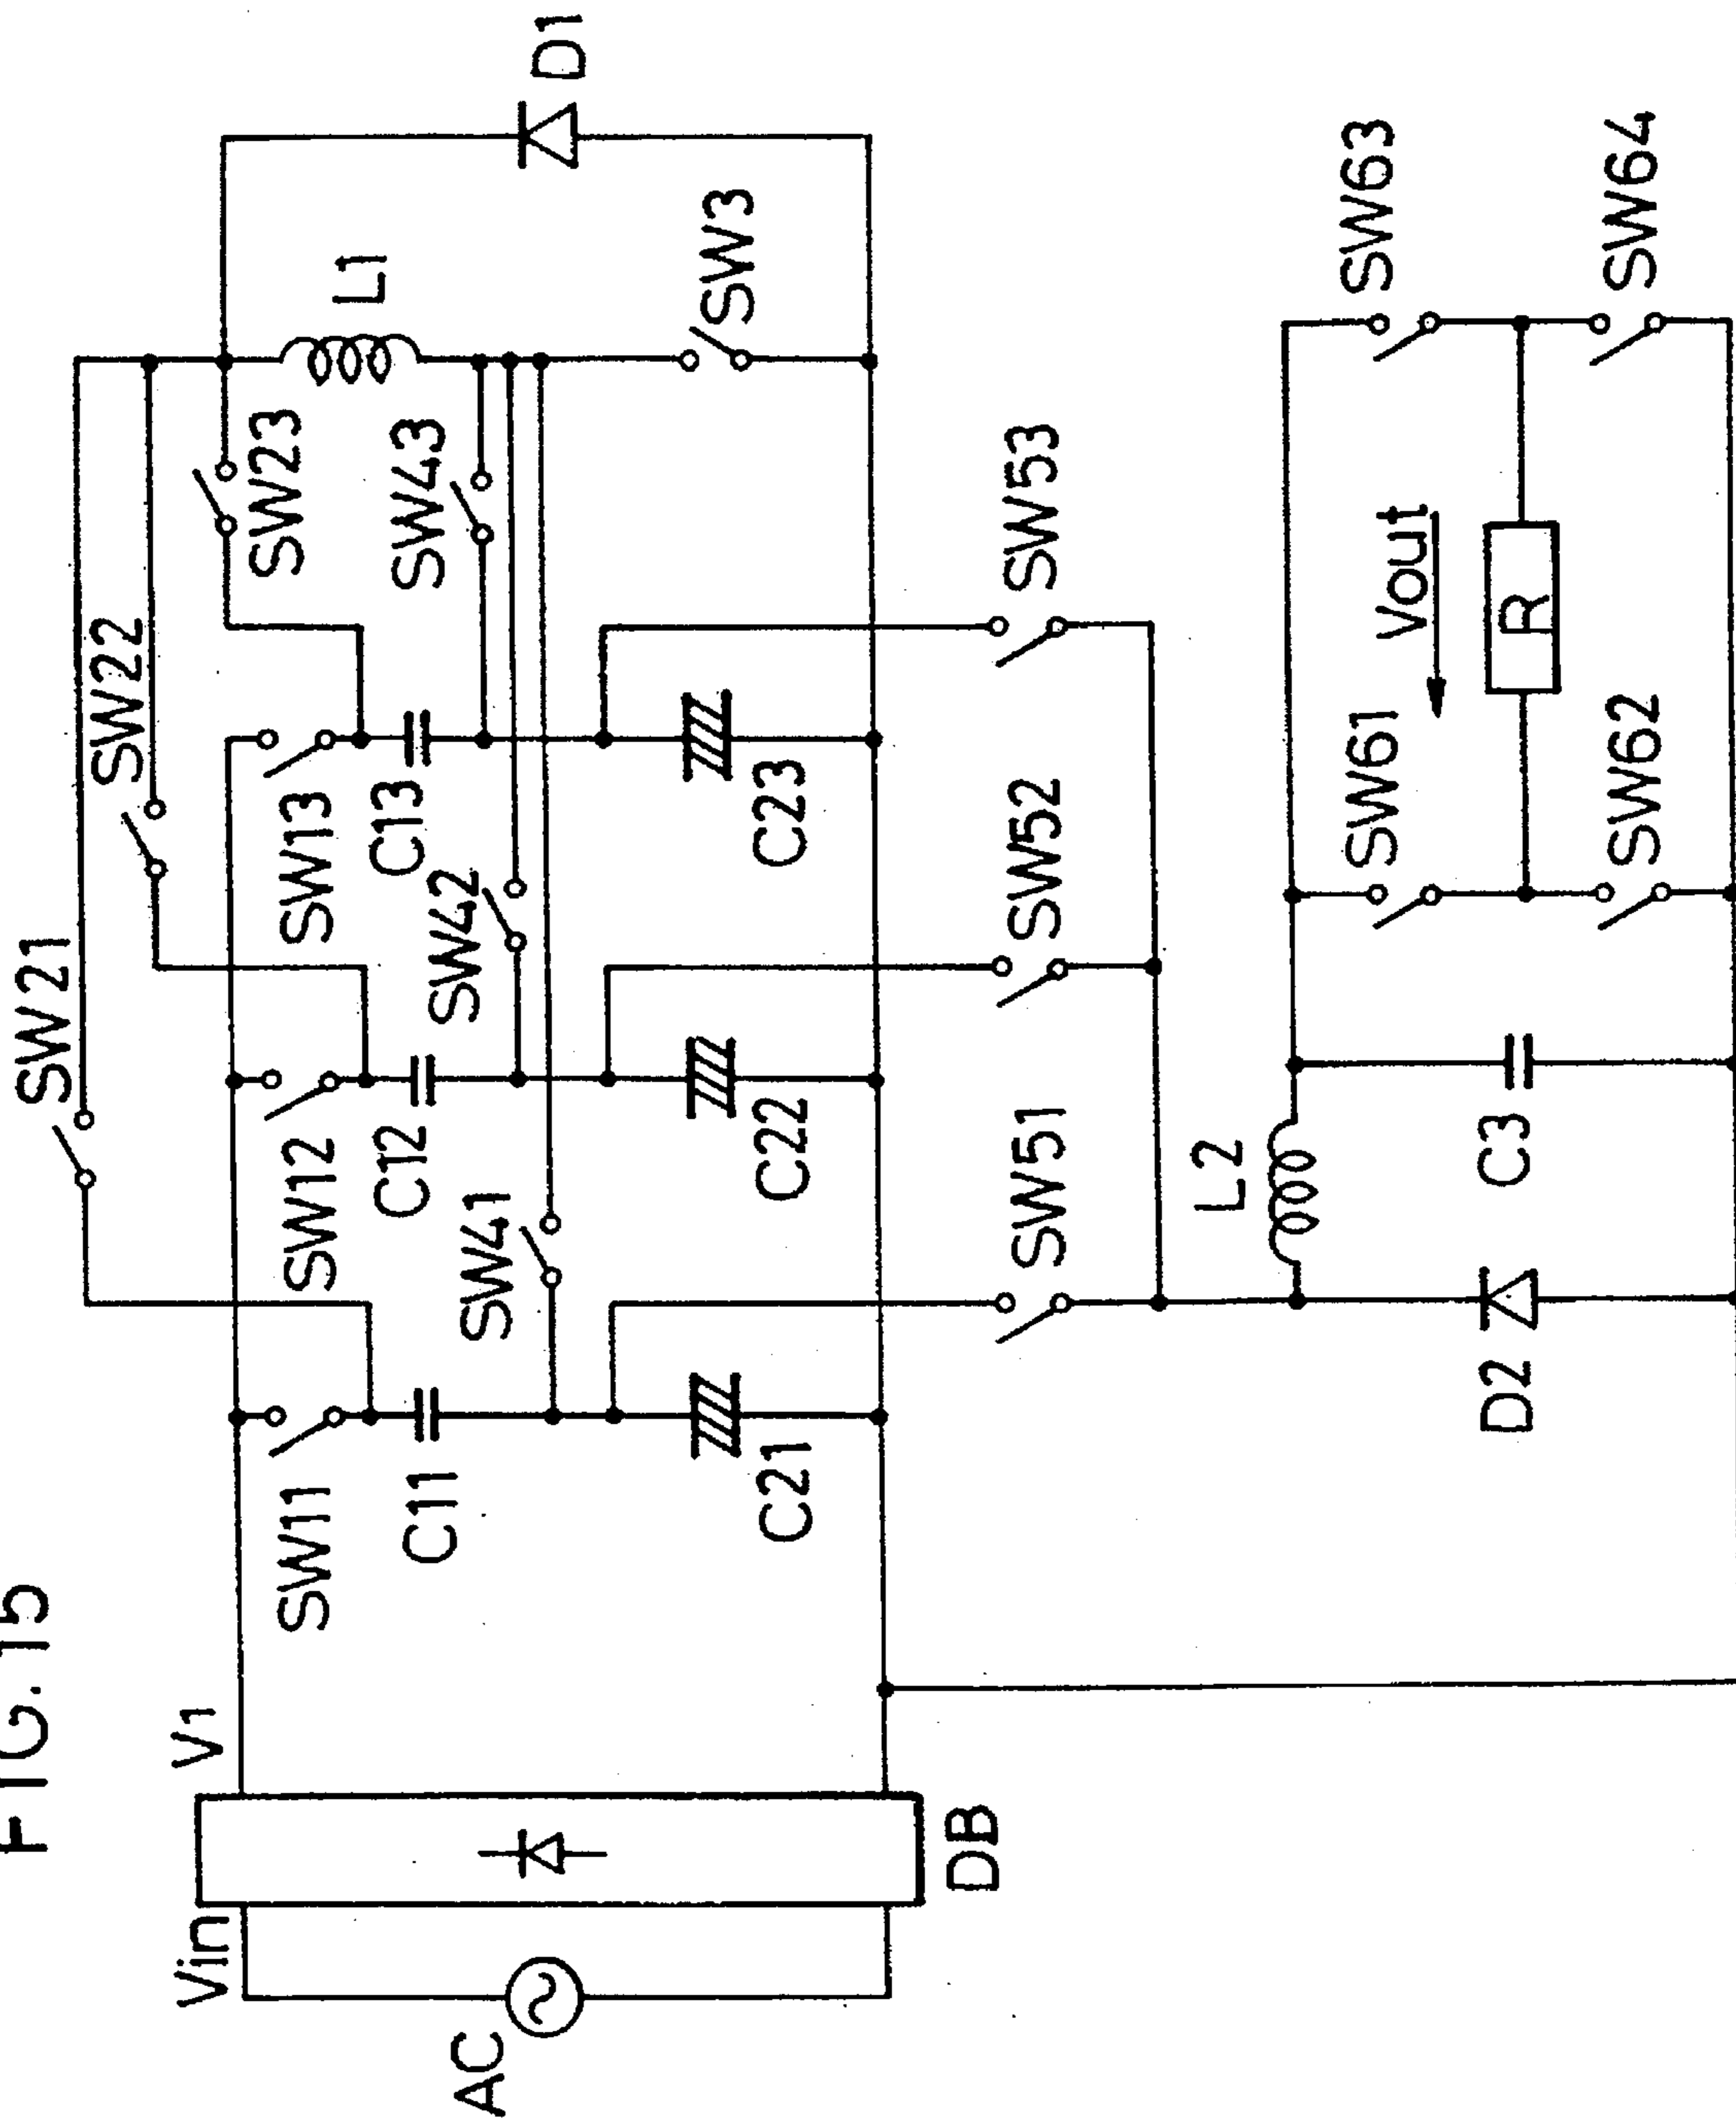 FIG. 15
SW21
SW22
SW23
L1
D1
V1
Vin
SW11
SW12
SW13
C11
C12
C13
SW41
SW42
SW43
SW3
AC
C21
C22
C23
DB
SW51
SW52
SW53
L2
SW61
SW63
Vout
D2
C3
R
SW62
SW64